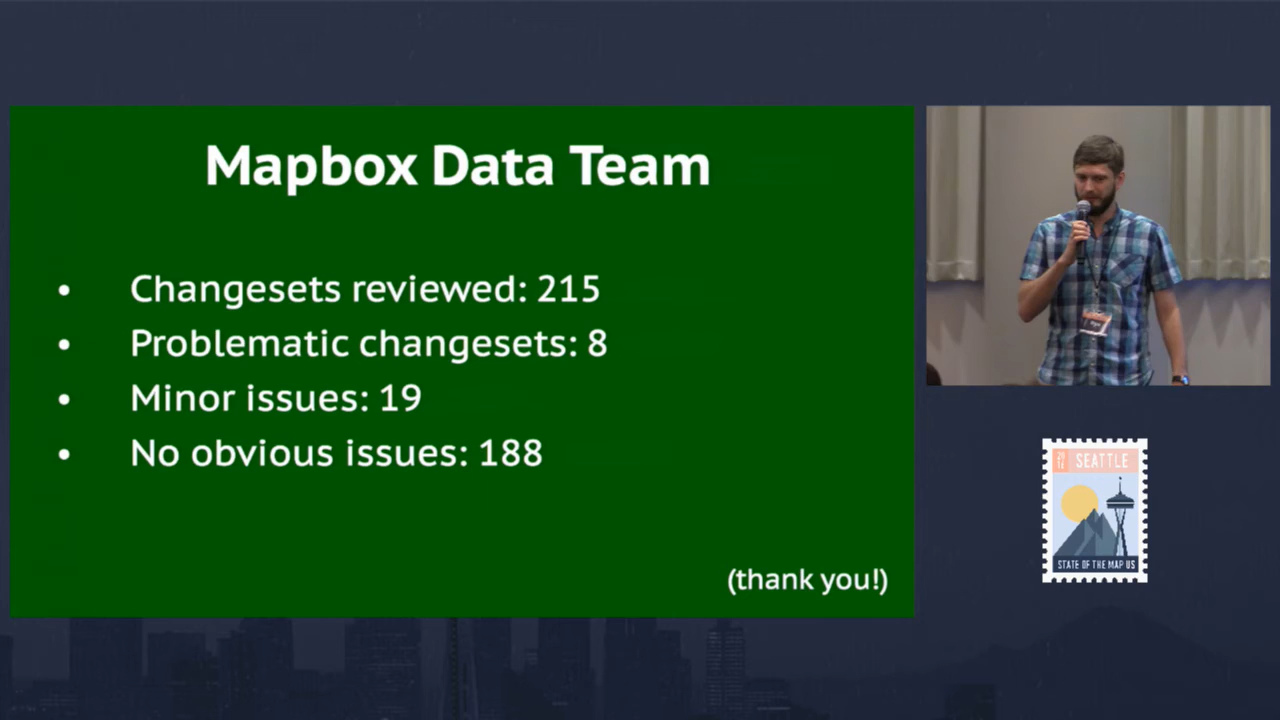 Mapbox Data Team
• Changesets reviewed: 215
• Problematic changesets: 8
• Minor issues: 19
• No obvious issues: 188
(thank you!)
SEATTLE
STATE OF THE MAP US